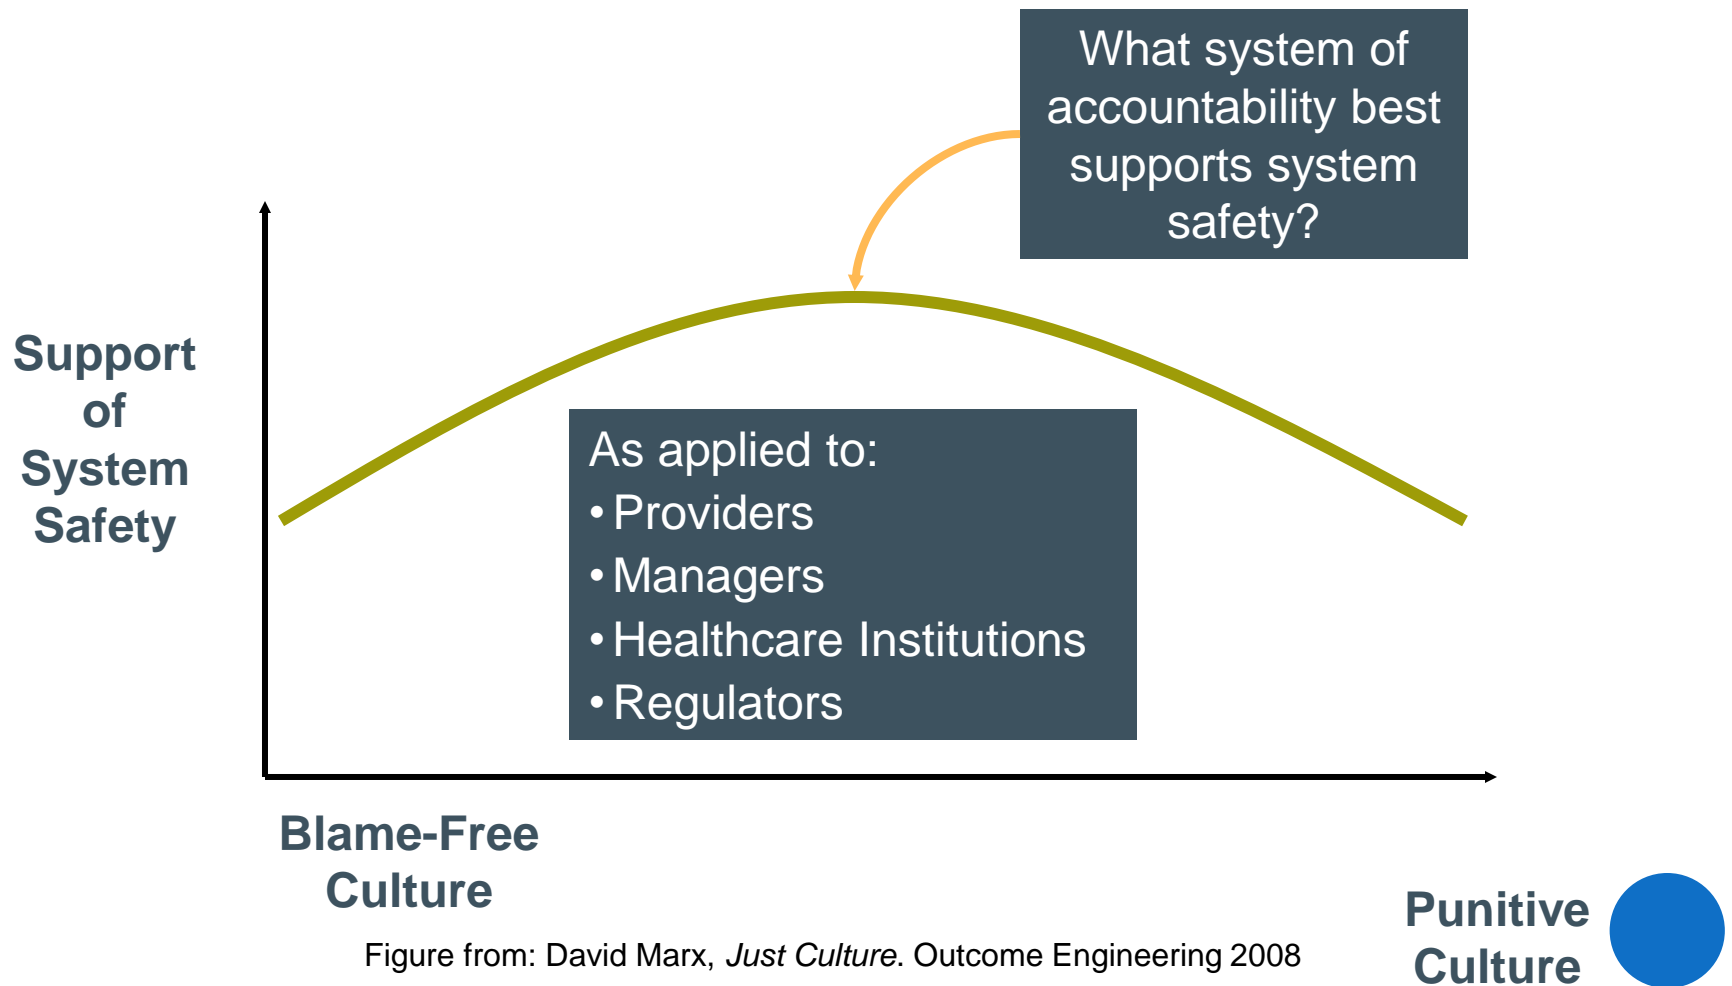 What system of
accountability best
supports system
safety?
Support
of
System
Safety
As applied to:
• Providers
• Managers
• Healthcare Institutions
• Regulators
Blame-Free
Culture
Punitive
Culture
Figure from: David Marx, Just Culture. Outcome Engineering 2008